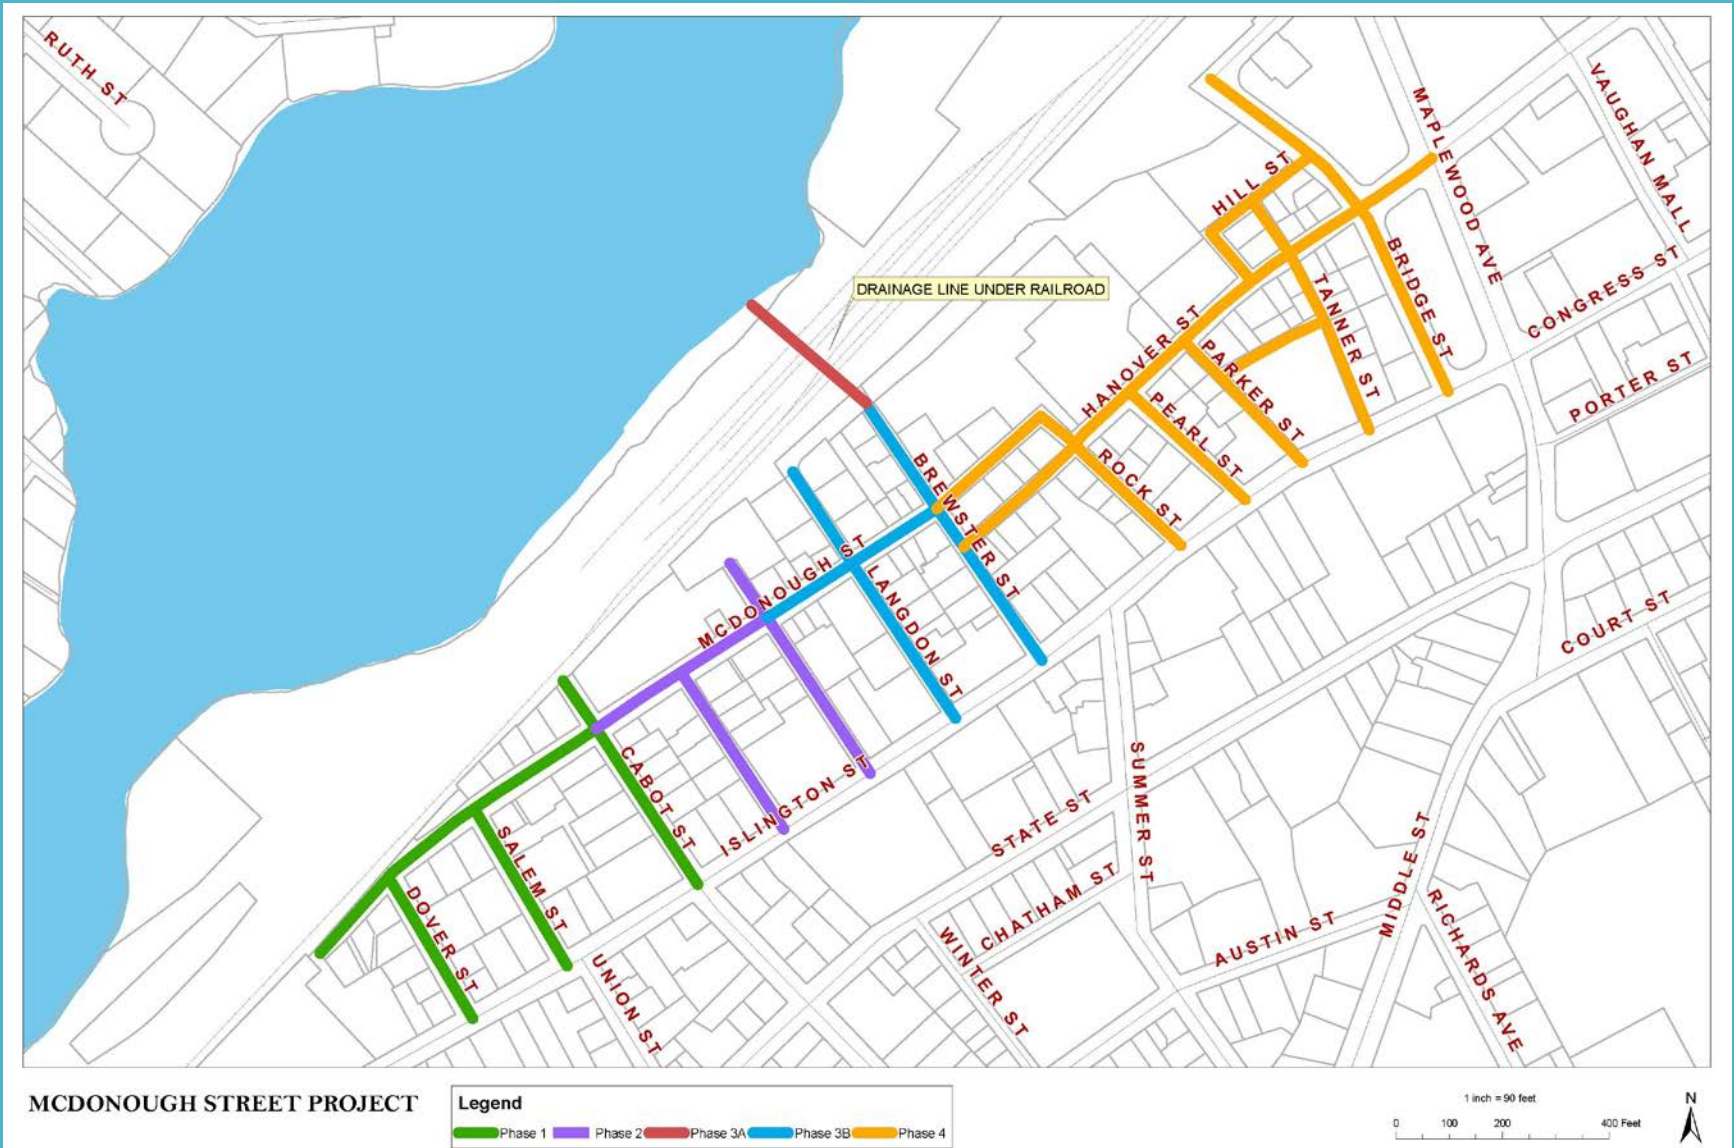 RUTH ST
MAPLEWOOD AVE
VAUGHAN MALL
HILL ST
BRIDGE ST
CONGRESS ST
DRAINAGE LINE UNDER RAILROAD
TANNER ST
HANOVER ST
PARKER ST
PORTER ST
PEARL ST
ROCK ST
BREWSTER ST
MCDONOUGH ST
LANGDON ST
COURT ST
CABOT ST
ISLINGTON ST
SUMMER ST
STATE ST
SALEM ST
DOVER ST
CHATHAM ST
MIDDLE ST
AUSTIN ST
RICHARDS AVE
WINTER ST
UNION ST
MCDONOUGH STREET PROJECT
Legend
Phase 1 Phase 2 Phase 3A Phase 3B Phase 4
1 inch = 90 feet
0 100 200 400 Feet
N